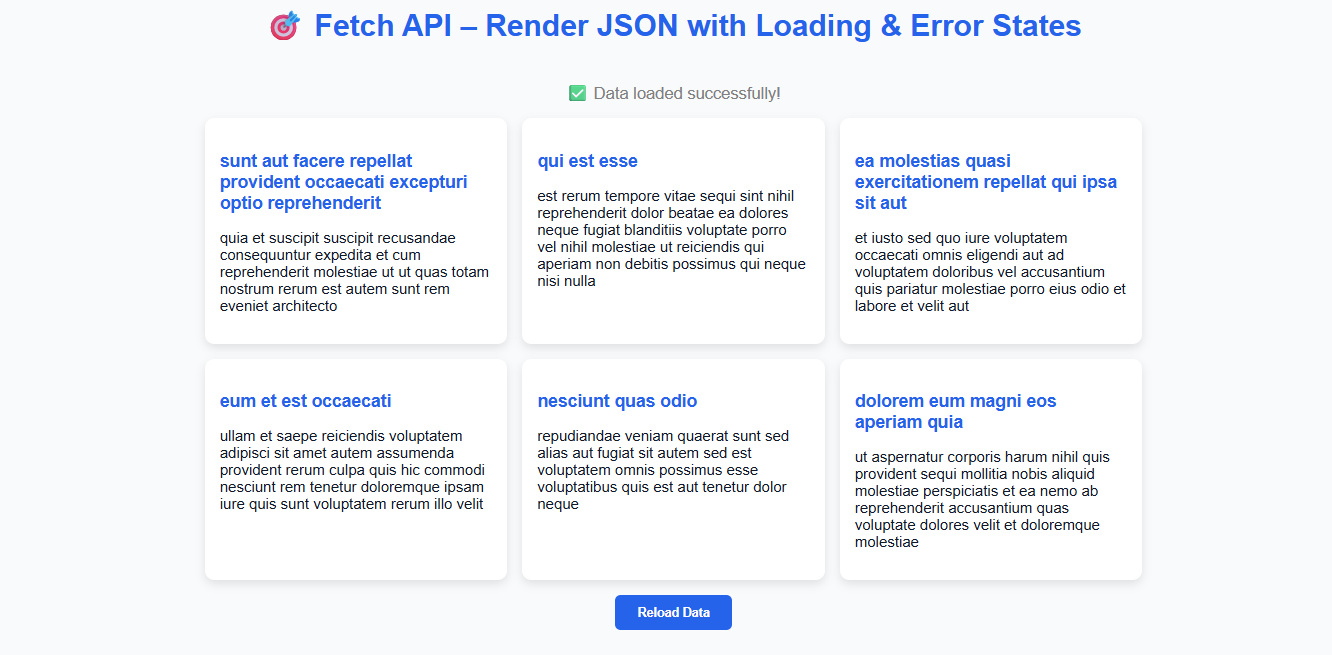 🎯 Fetch API – Render JSON with Loading & Error States
✅ Data loaded successfully!
sunt aut facere repellat
provident occaecati excepturi
optio reprehenderit
quia et suscipit suscipit recusandae
consequuntur expedita et cum
reprehenderit molestiae ut ut quas totam
nostrum rerum est autem sunt rem
eveniet architecto
qui est esse
est rerum tempore vitae sequi sint nihil
reprehenderit dolor beatae ea dolores
neque fugiat blanditiis voluptate porro
vel nihil molestiae ut reiciendis qui
aperiam non debitis possimus qui neque
nisi nulla
ea molestias quasi
exercitationem repellat qui ipsa
sit aut
et iusto sed quo iure voluptatem
occaecati omnis eligendi aut ad
voluptatem doloribus vel accusantium
quis pariatur molestiae porro eius odio et
labore et velit aut
eum et est occaecati
ullam et saepe reiciendis voluptatem
adipisci sit amet autem assumenda
provident rerum culpa quis hic commodi
nesciunt rem tenetur doloremque ipsam
iure quis sunt voluptatem rerum illo velit
nesciunt quas odio
repudiandae veniam quaerat sunt sed
alias aut fugiat sit autem sed est
voluptatem omnis possimus esse
voluptatibus quis est aut tenetur dolor
neque
dolorem eum magni eos
aperiam quia
ut aspernatur corporis harum nihil quis
provident sequi mollitia nobis aliquid
molestiae perspiciatis et ea nemo ab
reprehenderit accusantium quas
voluptate dolores velit et doloremque
molestiae
Reload Data